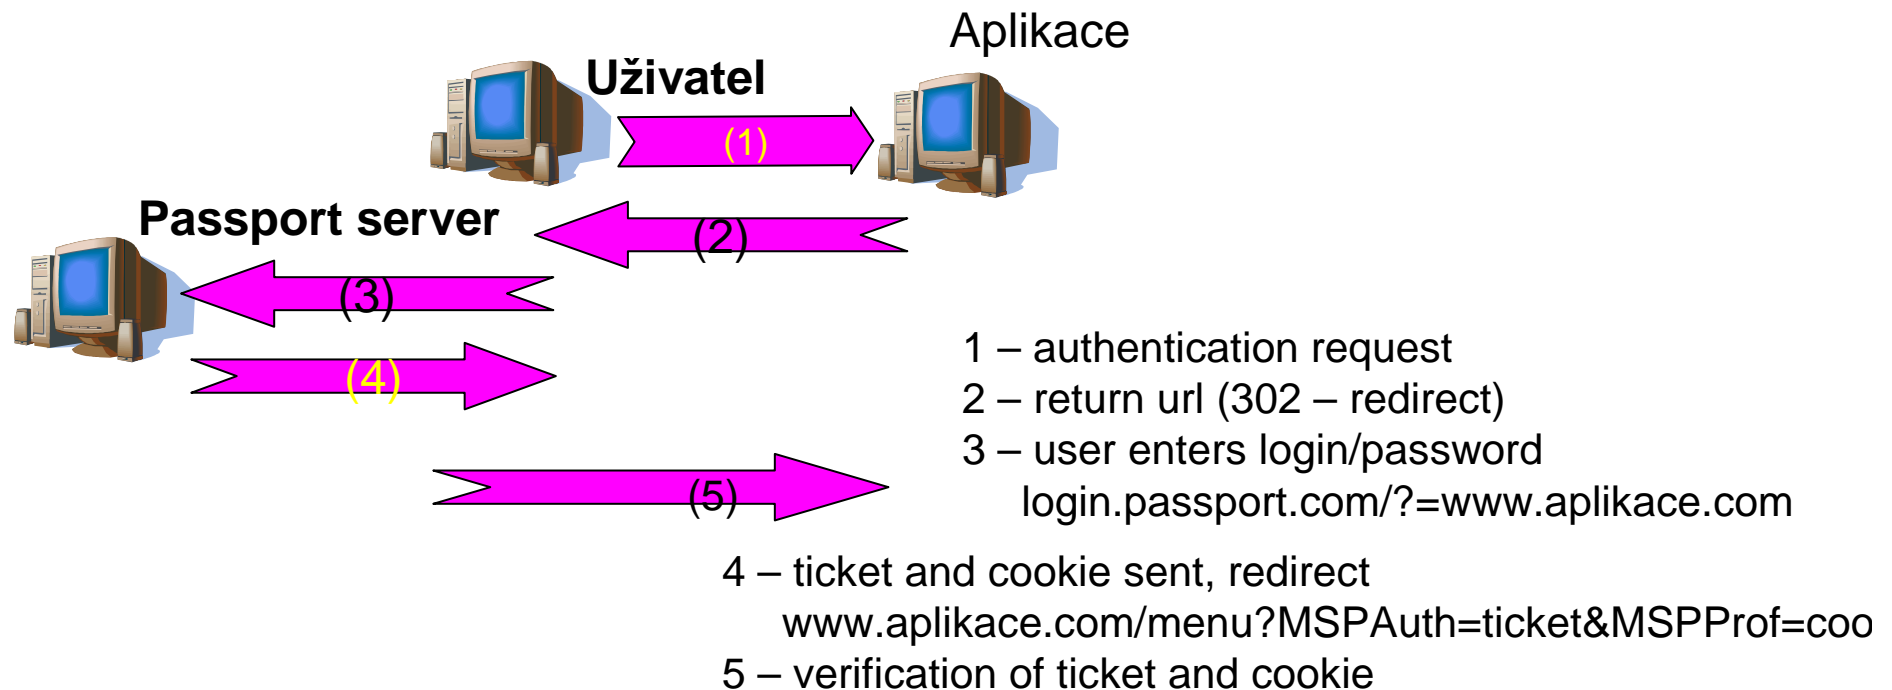 Aplikace
Uživatel
(1)
Passport server
(2)
(3)
(4)
(5)
1 – authentication request
2 – return url (302 – redirect)
3 – user enters login/password
login.passport.com/?=www.aplikace.com
4 – ticket and cookie sent, redirect
www.aplikace.com/menu?MSPAuth=ticket&MSPProf=coo
5 – verification of ticket and cookie